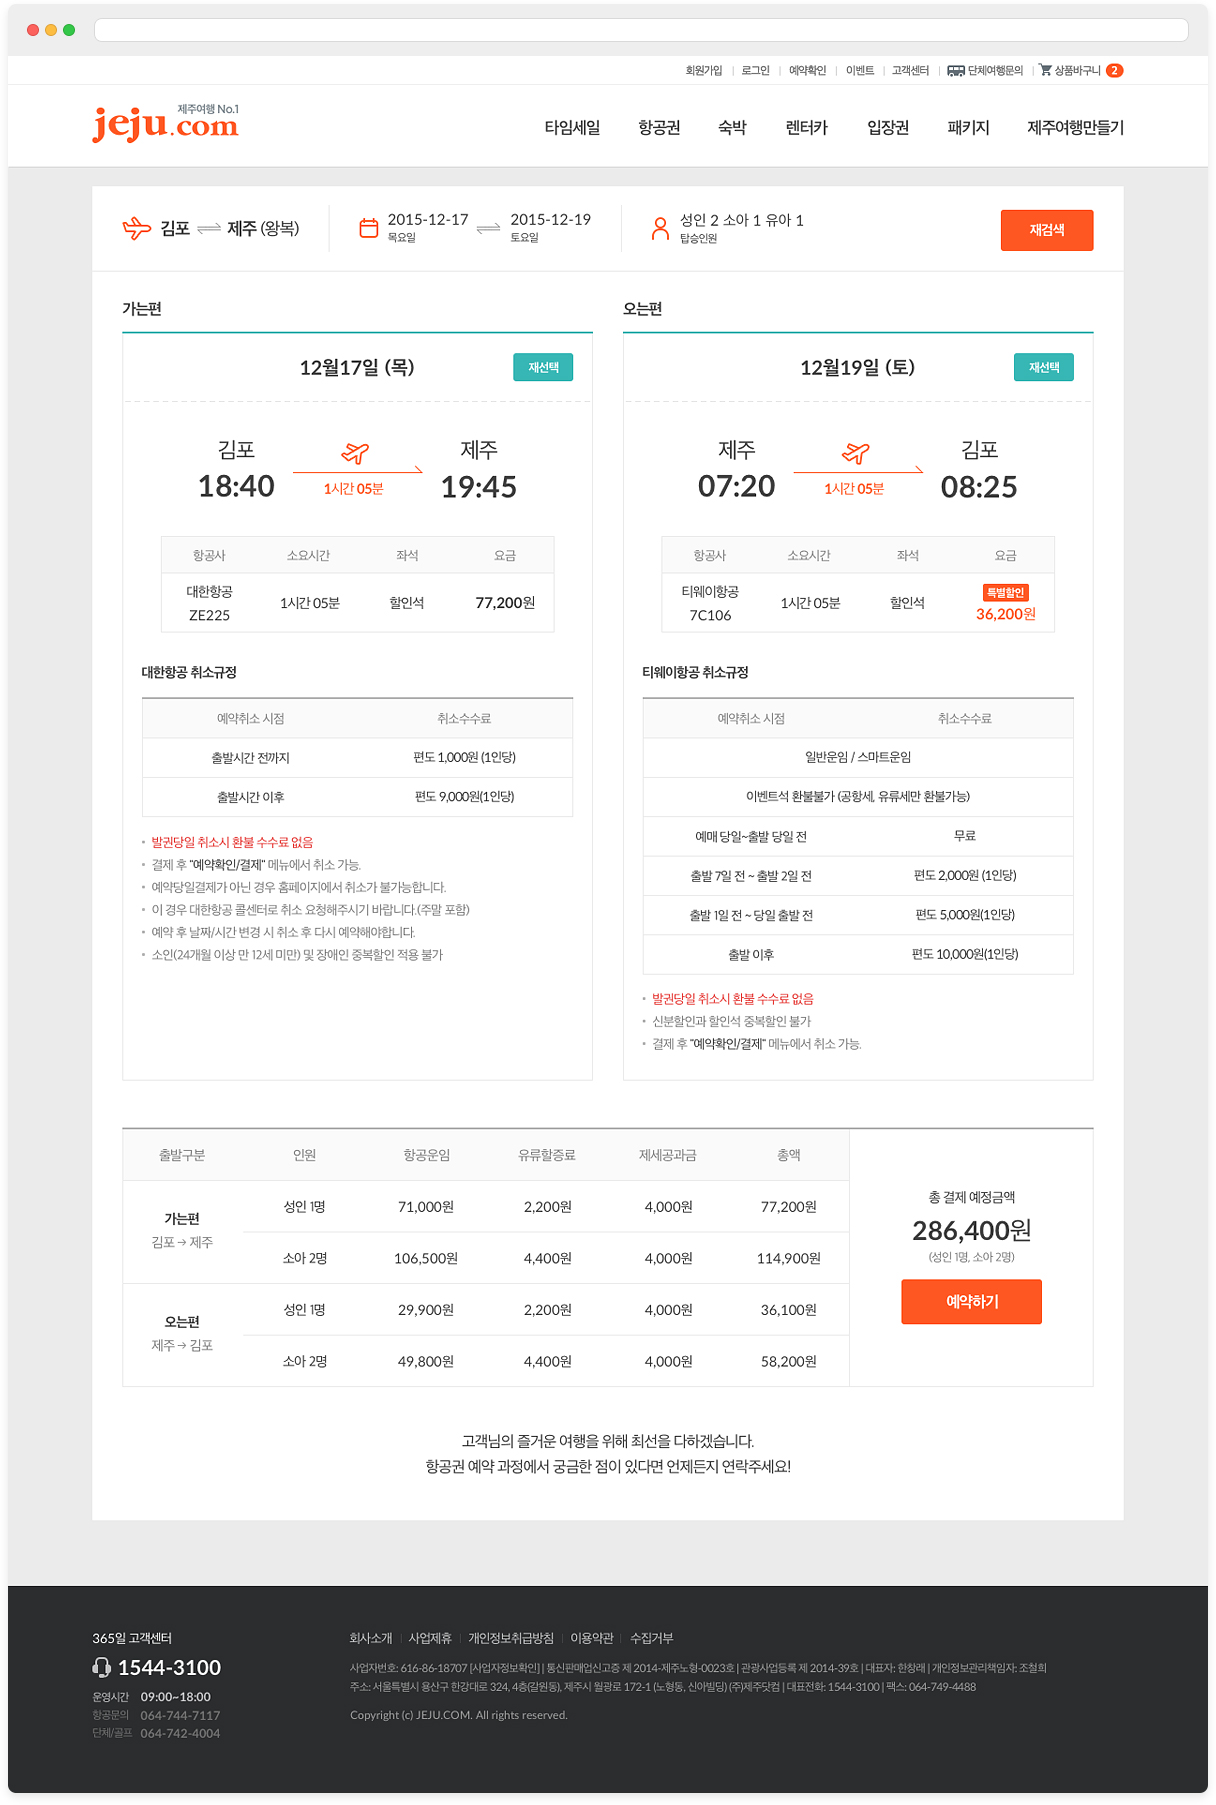 회원가입 로그인 예약확인 이벤트 고객센터 단체여행문의 상품바구니 2
제주여행 No.1
jeju.com
타임세일 항공권 숙박 렌터카 입장권 패키지 제주여행만들기
김포 제주 (왕복)
2015-12-17 2015-12-19
목요일 토요일
성인 2 소아 1 유아 1
탑승인원
재검색
가는편
12월17일 (목) 재선택
김포 제주
18:40 1시간 05분 19:45
항공사 소요시간 좌석 요금
대한항공
ZE225
1시간 05분 할인석 77,200원
대한항공 취소규정
예약취소 시점 취소수수료
출발시간 전까지 편도 1,000원 (1인당)
출발시간 이후 편도 9,000원(1인당)
· 발권당일 취소시 환불 수수료 없음
· 결제 후 "예약확인/결제" 메뉴에서 취소 가능.
· 예약당일결제가 아닌 경우 홈페이지에서 취소가 불가능합니다.
· 이 경우 대한항공 콜센터로 취소 요청해주시기 바랍니다.(주말 포함)
· 예약 후 날짜/시간 변경 시 취소 후 다시 예약해야합니다.
· 소인(24개월 이상 만 12세 미만) 및 장애인 중복할인 적용 불가
오는편
12월19일 (토) 재선택
제주 김포
07:20 1시간 05분 08:25
항공사 소요시간 좌석 요금
티웨이항공
7C106
1시간 05분 할인석
특별할인
36,200원
티웨이항공 취소규정
예약취소 시점 취소수수료
일반운임 / 스마트운임
이벤트석 환불불가 (공항세, 유류세만 환불가능)
예매 당일~출발 당일 전 무료
출발 7일 전 ~ 출발 2일 전 편도 2,000원 (1인당)
출발 1일 전 ~ 당일 출발 전 편도 5,000원(1인당)
출발 이후 편도 10,000원(1인당)
· 발권당일 취소시 환불 수수료 없음
· 신분할인과 할인석 중복할인 불가
· 결제 후 "예약확인/결제" 메뉴에서 취소 가능.
출발구분 인원 항공운임 유류할증료 제세공과금 총액
가는편
김포 → 제주
성인 1명 71,000원 2,200원 4,000원 77,200원
소아 2명 106,500원 4,400원 4,000원 114,900원
오는편
제주 → 김포
성인 1명 29,900원 2,200원 4,000원 36,100원
소아 2명 49,800원 4,400원 4,000원 58,200원
총 결제 예정금액
286,400원
(성인 1명, 소아 2명)
예약하기
고객님의 즐거운 여행을 위해 최선을 다하겠습니다.
항공권 예약 과정에서 궁금한 점이 있다면 언제든지 연락주세요!
365일 고객센터
1544-3100
운영시간 09:00~18:00
항공문의 064-744-7117
단체/골프 064-742-4004
회사소개 사업제휴 개인정보취급방침 이용약관 수집거부
사업자번호: 616-86-18707 [사업자정보확인] | 통신판매업신고증 제 2014-제주노형-0023호 | 관광사업등록 제 2014-39호 | 대표자: 한창래 | 개인정보관리책임자: 조철희
주소: 서울특별시 용산구 한강대로 324, 4층(갈원동), 제주시 월광로 172-1 (노형동, 신아빌딩) (주)제주닷컴 | 대표전화: 1544-3100 | 팩스: 064-749-4488
Copyright (c) JEJU.COM. All rights reserved.